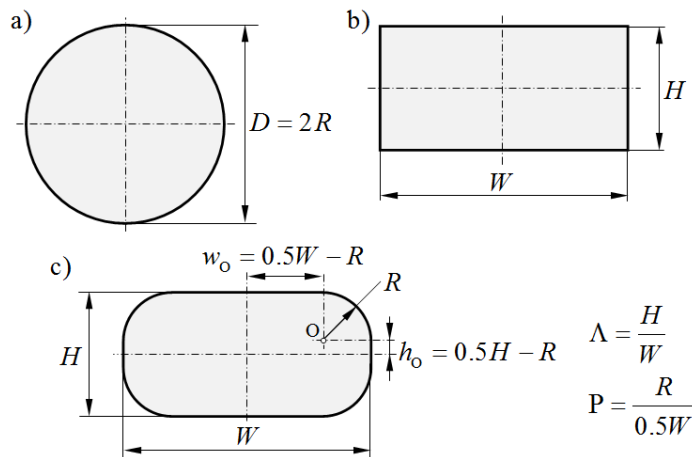 a)
D = 2R
b)
H
W
c)
w_O = 0.5W − R
R
O
H
h_O = 0.5H − R
W
Λ = H/W
Ρ = R/0.5W